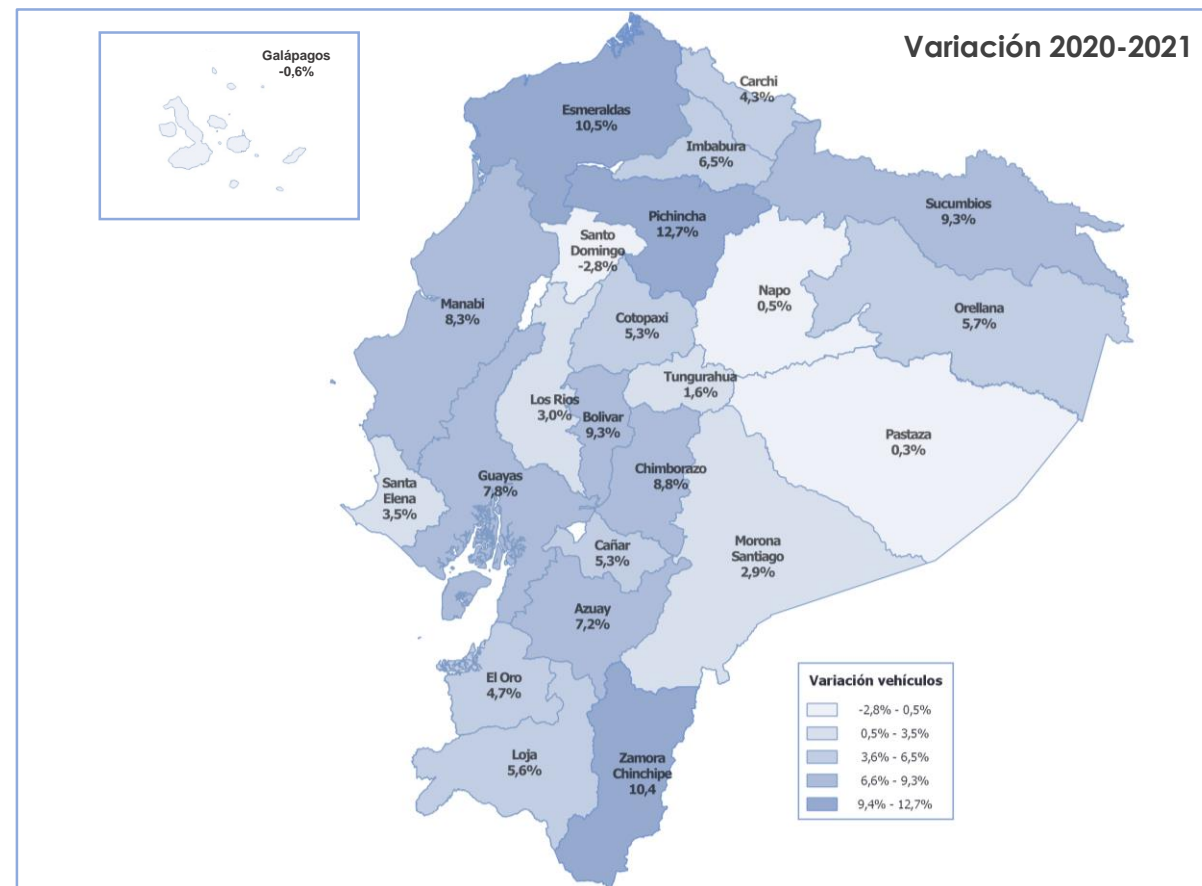 Variación 2020-2021
Galápagos
-0,6%
Carchi
4,3%
Esmeraldas
10,5%
Imbabura
6,5%
Sucumbios
9,3%
Pichincha
12,7%
Santo
Domingo
-2,8%
Napo
0,5%
Manabi
8,3%
Orellana
5,7%
Cotopaxi
5,3%
Tungurahua
1,6%
Los Rios
3,0%
Bolivar
9,3%
Pastaza
0,3%
Chimborazo
8,8%
Guayas
7,8%
Santa
Elena
3,5%
Cañar
5,3%
Morona
Santiago
2,9%
Azuay
7,2%
El Oro
4,7%
Loja
5,6%
Zamora
Chinchipe
10,4
Variación vehículos
-2,8% - 0,5%
0,5% - 3,5%
3,6% - 6,5%
6,6% - 9,3%
9,4% - 12,7%